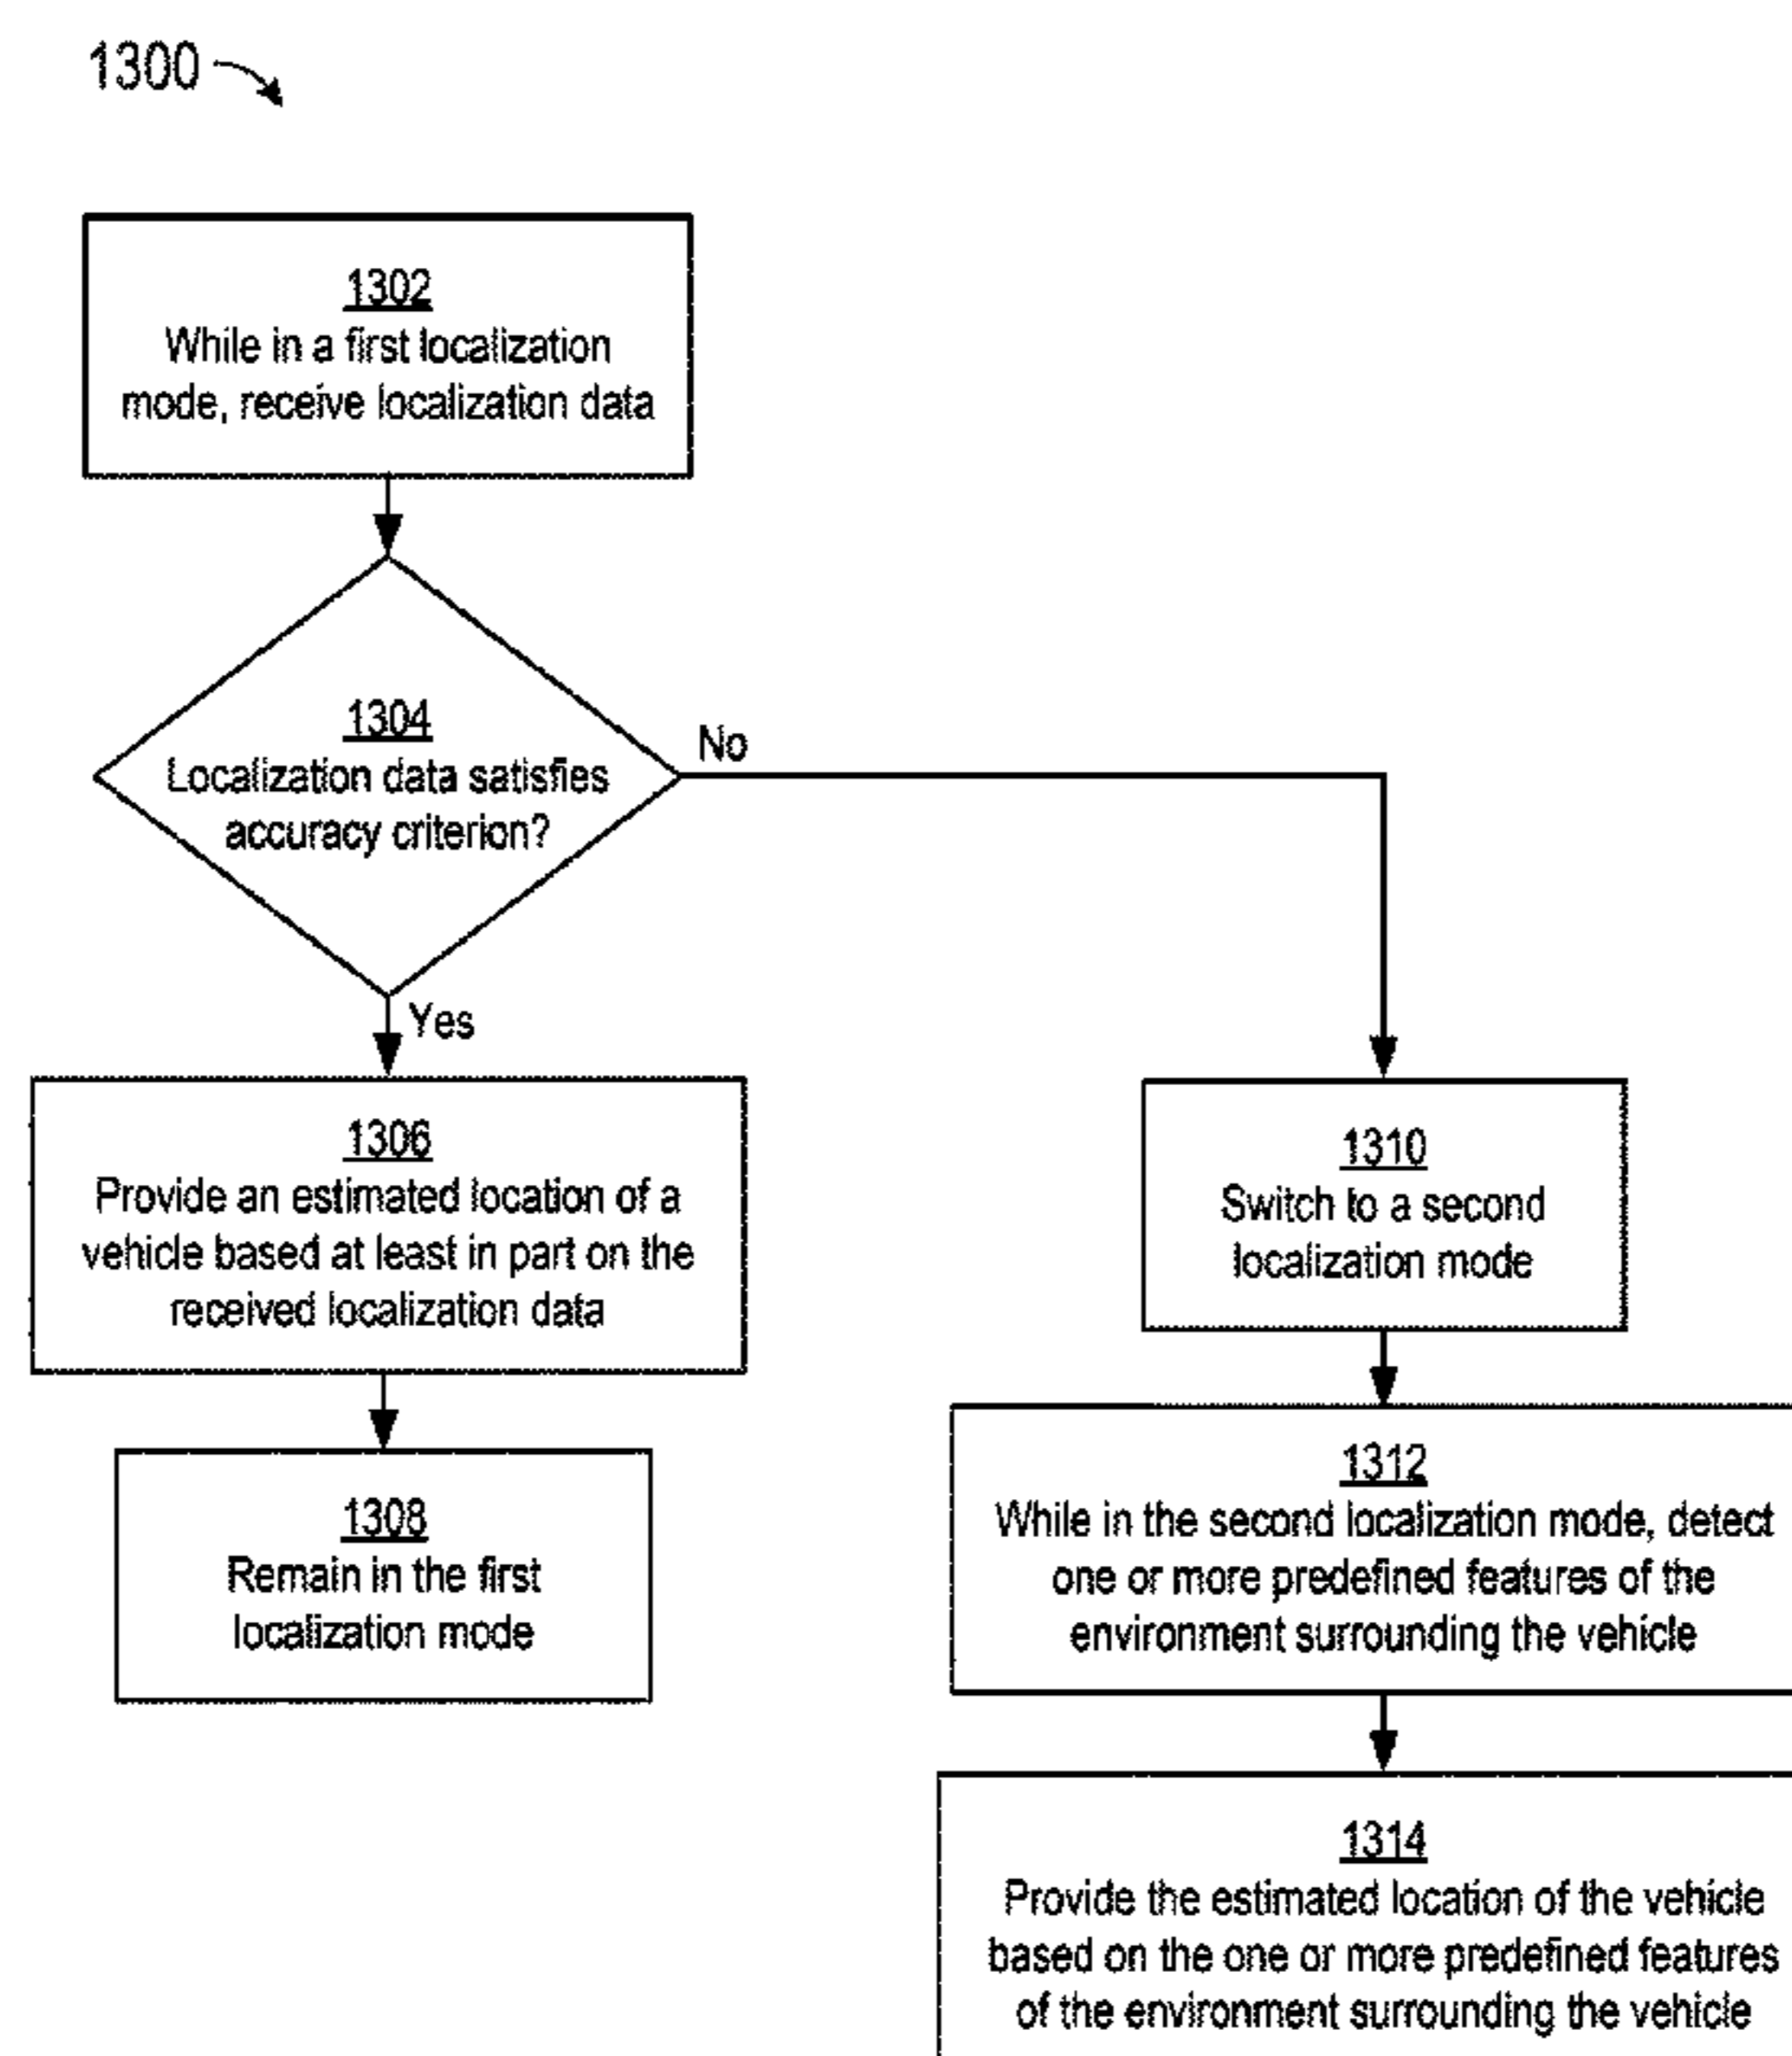 1300
1302
While in a first localization
mode, receive localization data
1304
Localization data satisfies
accuracy criterion?
No
Yes
1306
Provide an estimated location of a
vehicle based at least in part on the
received localization data
1308
Remain in the first
localization mode
1310
Switch to a second
localization mode
1312
While in the second localization mode, detect
one or more predefined features of the
environment surrounding the vehicle
1314
Provide the estimated location of the vehicle
based on the one or more predefined features
of the environment surrounding the vehicle